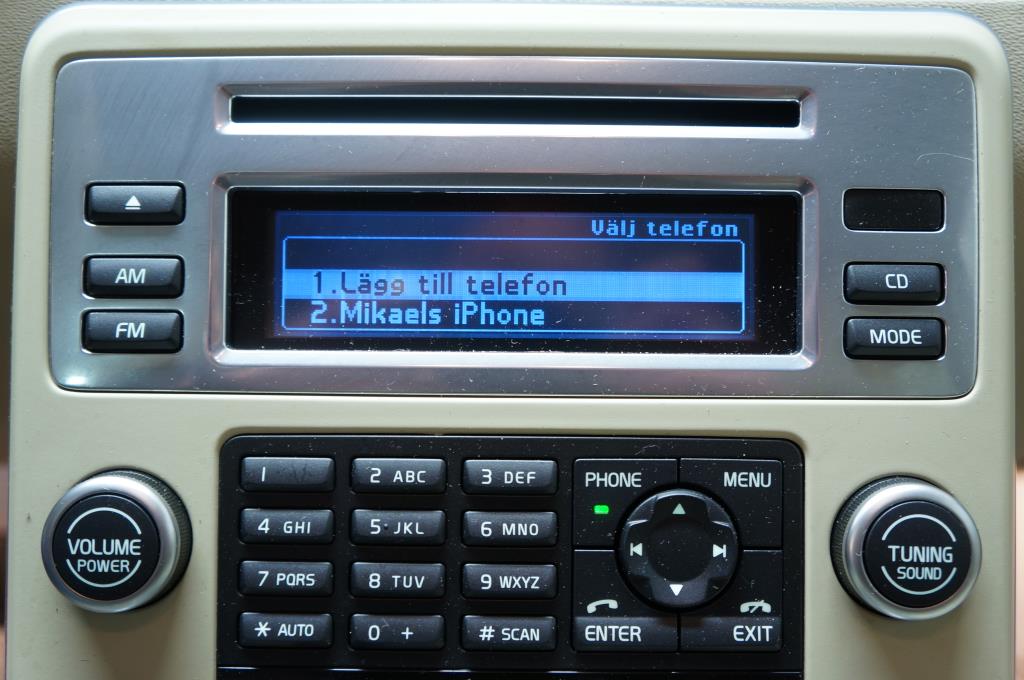 Välj telefon
1.Lägg till telefon
2.Mikaels iPhone
AM
FM
CD
MODE
VOLUME
POWER
1
2 ABC
3 DEF
4 GHI
5 JKL
6 MNO
7 PQRS
8 TUV
9 WXYZ
* AUTO
0 +
# SCAN
PHONE
MENU
ENTER
EXIT
TUNING
SOUND